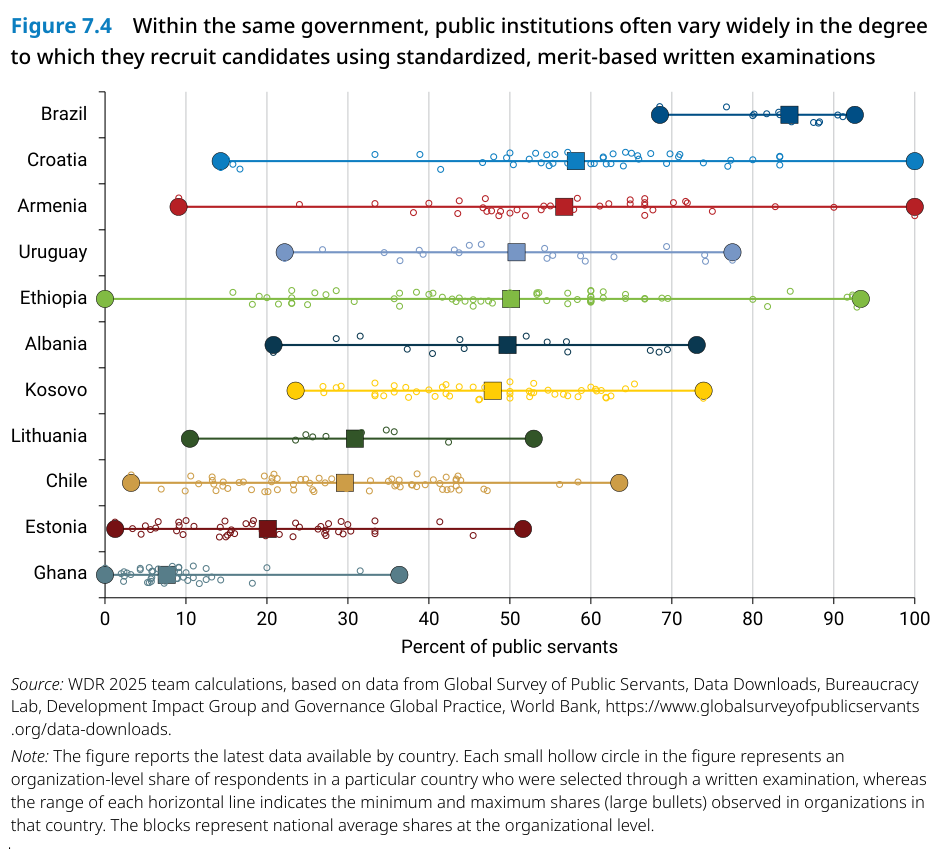 Figure 7.4 Within the same government, public institutions often vary widely in the degree
to which they recruit candidates using standardized, merit-based written examinations
Brazil
Croatia
Armenia
Uruguay
Ethiopia
Albania
Kosovo
Lithuania
Chile
Estonia
Ghana
0 10 20 30 40 50 60 70 80 90 100
Percent of public servants
Source: WDR 2025 team calculations, based on data from Global Survey of Public Servants, Data Downloads, Bureaucracy
Lab, Development Impact Group and Governance Global Practice, World Bank, https://www.globalsurveyofpublicservants
.org/data-downloads.
Note: The figure reports the latest data available by country. Each small hollow circle in the figure represents an
organization-level share of respondents in a particular country who were selected through a written examination, whereas
the range of each horizontal line indicates the minimum and maximum shares (large bullets) observed in organizations in
that country. The blocks represent national average shares at the organizational level.